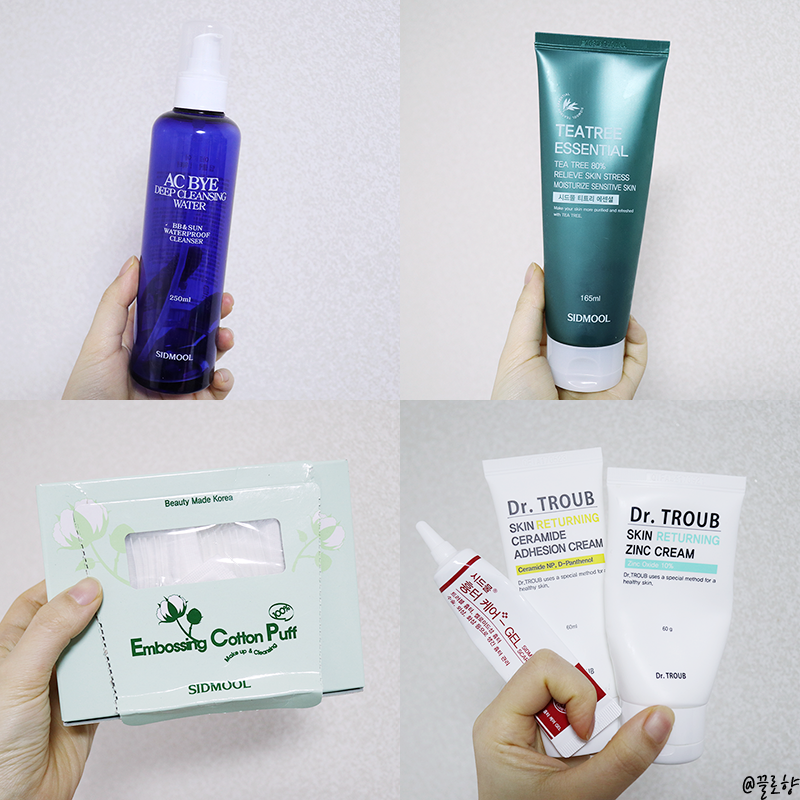 AC BYE
DEEP CLEANSING
WATER
BB & SUN
WATERPROOF
CLEANSER
250ml
SIDMOOL
TEATREE
ESSENTIAL
TEA TREE 80%
RELIEVE SKIN STRESS
MOISTURIZE SENSITIVE SKIN
시드물 티트리 에센셜
Make your skin more purified and refreshed
with TEA TREE.
165ml
SIDMOOL
Beauty Made Korea
100%
Embossing Cotton Puff
Make up & Cleansing
SIDMOOL
Dr. TROUB
SKIN RETURNING
CERAMIDE
ADHESION CREAM
Ceramide NP, D-Panthenol
Dr.TROUB uses a special method for a
healthy skin.
60ml
Dr. TROUB
SKIN RETURNING
ZINC CREAM
Zinc Oxide 10%
Dr.TROUB uses a special method for a
healthy skin.
60 g
Dr. TROUB
시드물®
흉터 케어 GEL
@끌로향